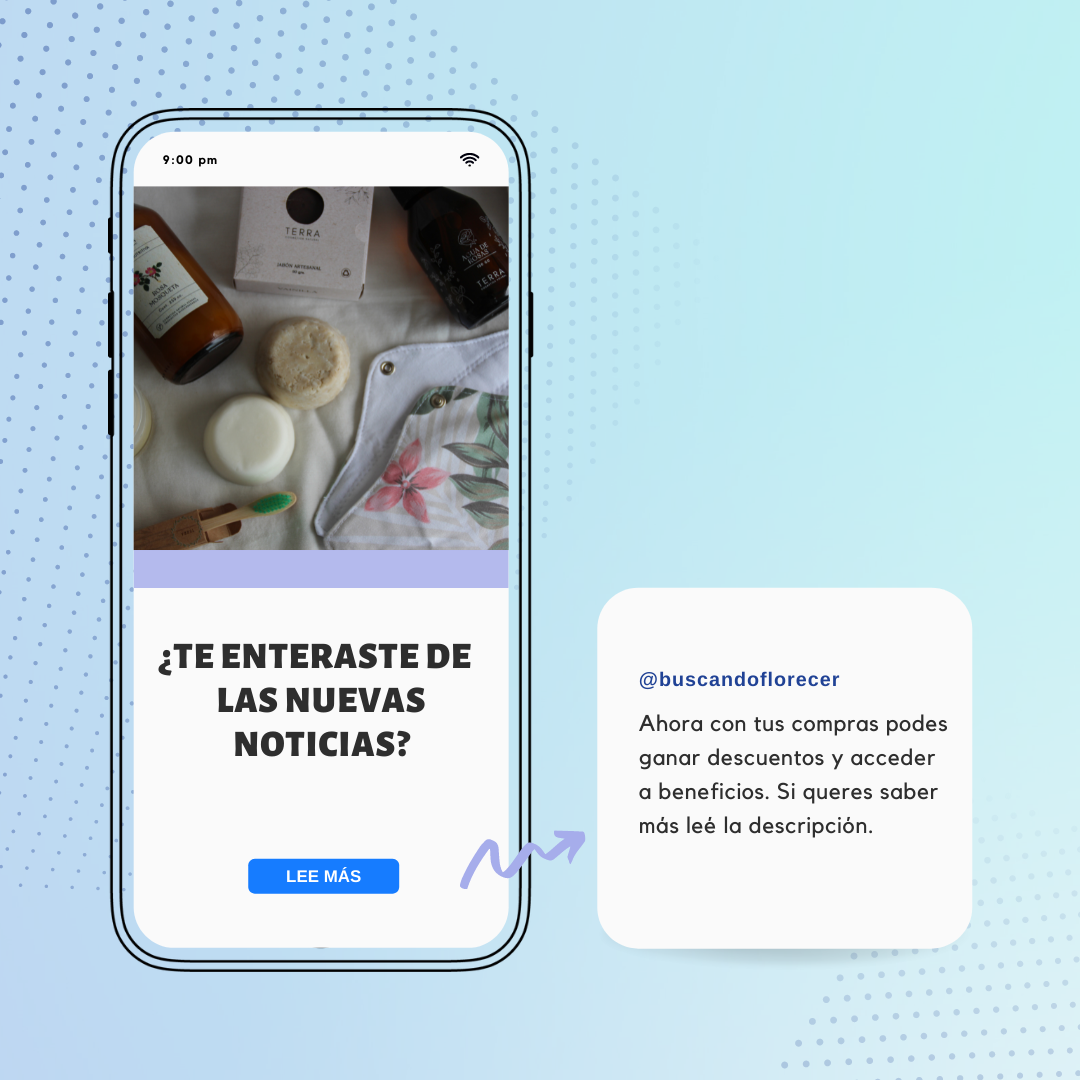 9:00 pm
TERRA
JABÓN ARTESANAL
ROSA
MOSQUETA
AGUA DE
ROSAS
TERRA
¿TE ENTERASTE DE
LAS NUEVAS
NOTICIAS?
LEE MÁS
@buscandoflorecer
Ahora con tus compras podes
ganar descuentos y acceder
a beneficios. Si queres saber
más leé la descripción.